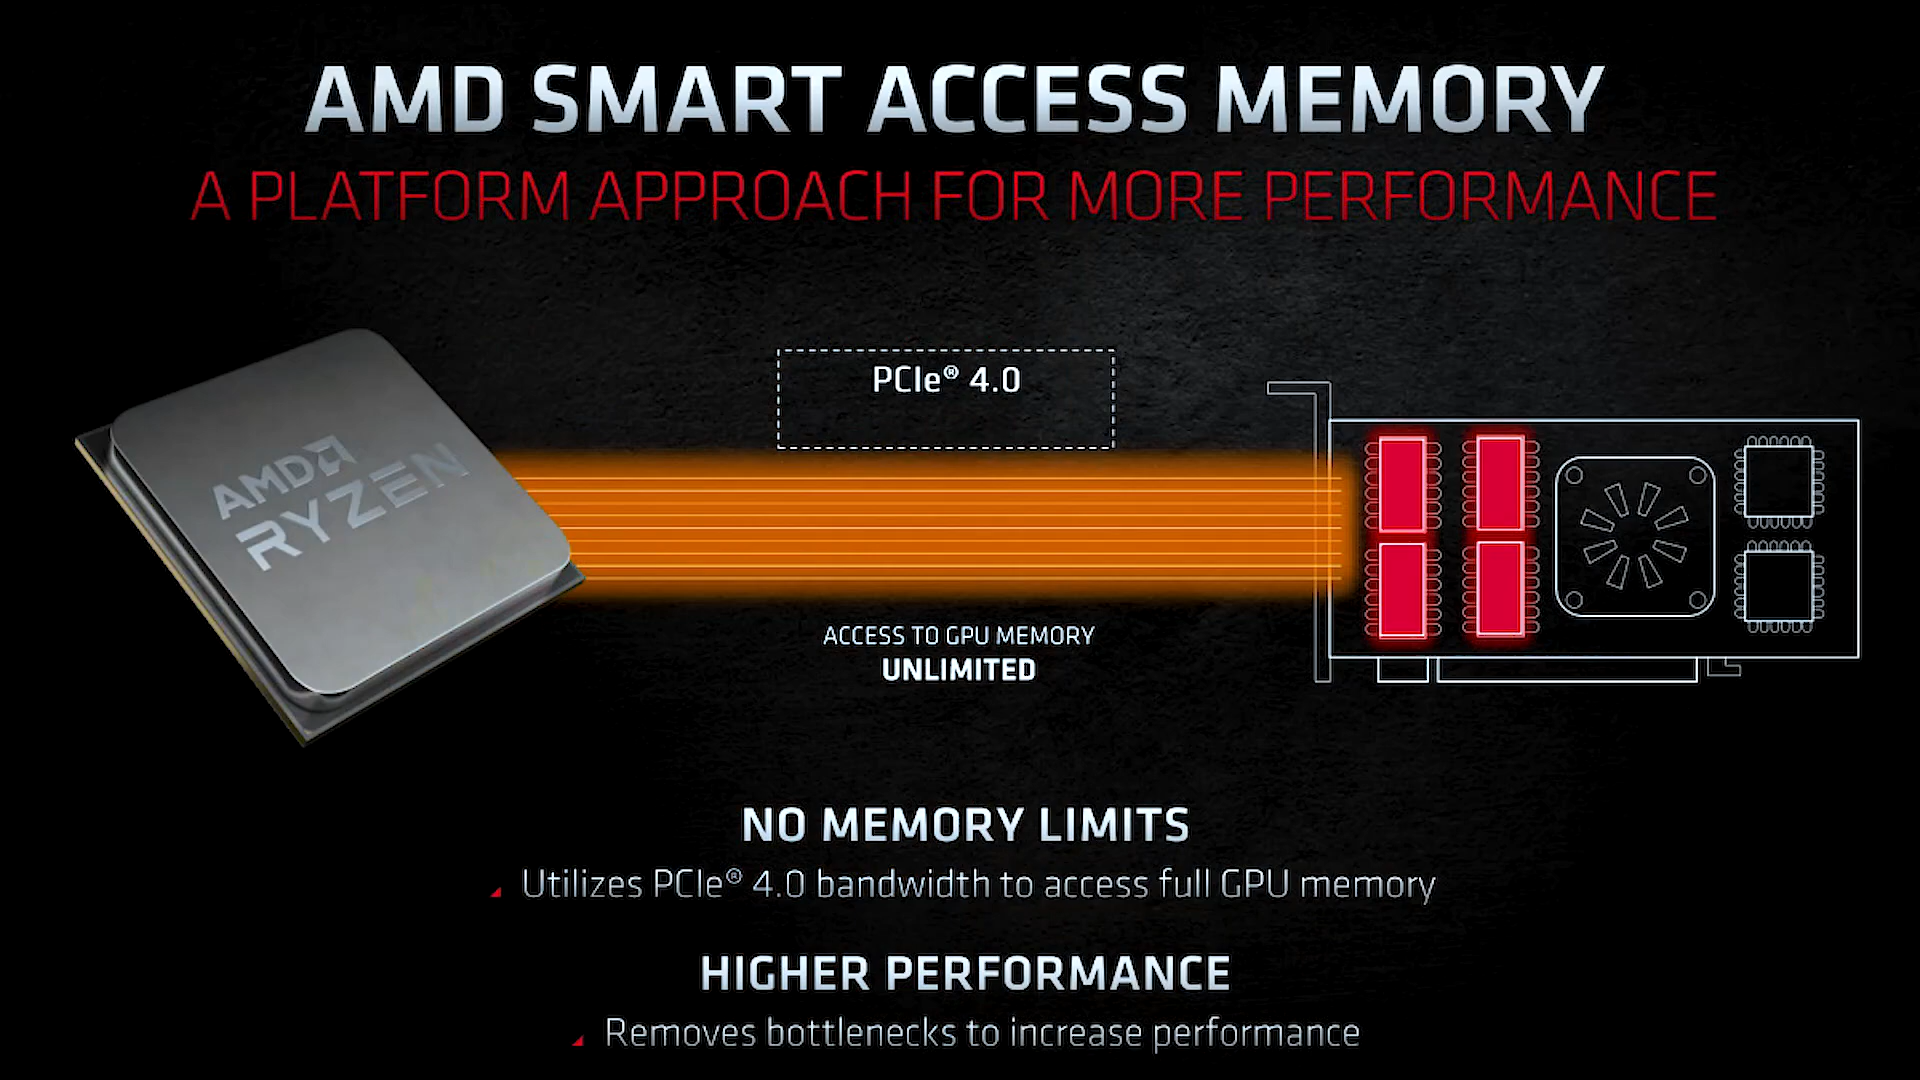 AMD SMART ACCESS MEMORY
A PLATFORM APPROACH FOR MORE PERFORMANCE
PCIe® 4.0
AMD
RYZEN
ACCESS TO GPU MEMORY
UNLIMITED
NO MEMORY LIMITS
Utilizes PCIe® 4.0 bandwidth to access full GPU memory
HIGHER PERFORMANCE
Removes bottlenecks to increase performance